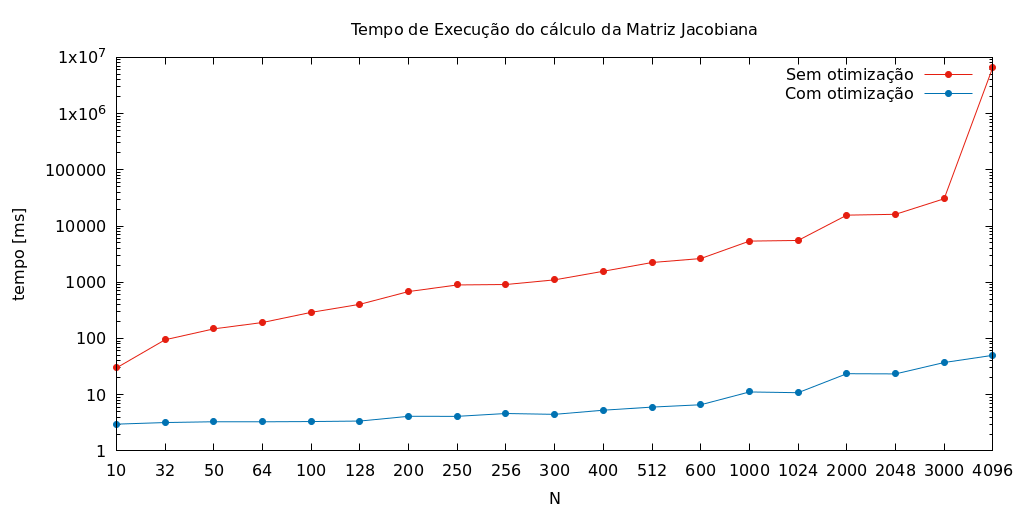 Tempo de Execução do cálculo da Matriz Jacobiana
Sem otimização
Com otimização
tempo [ms]
1x10⁷
1x10⁶
100000
10000
1000
100
10
1
10 32 50 64 100 128 200 250 256 300 400 512 600 1000 1024 2000 2048 3000 4096
N